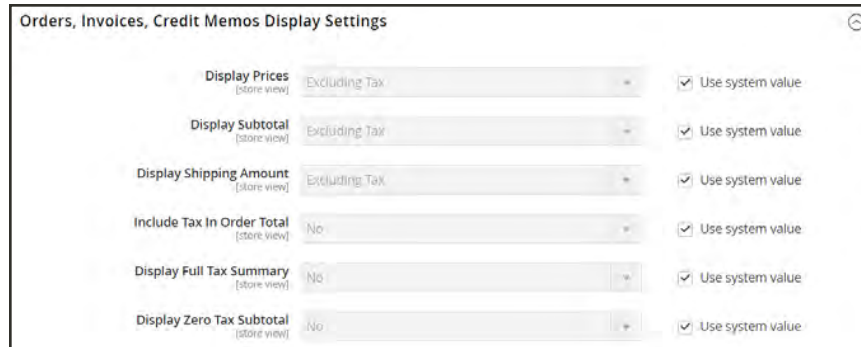 Orders, Invoices, Credit Memos Display Settings
Display Prices Excluding Tax Use system value
[store view]
Display Subtotal Excluding Tax Use system value
[store view]
Display Shipping Amount Excluding Tax Use system value
[store view]
Include Tax In Order Total No Use system value
[store view]
Display Full Tax Summary No Use system value
[store view]
Display Zero Tax Subtotal No Use system value
[store view]